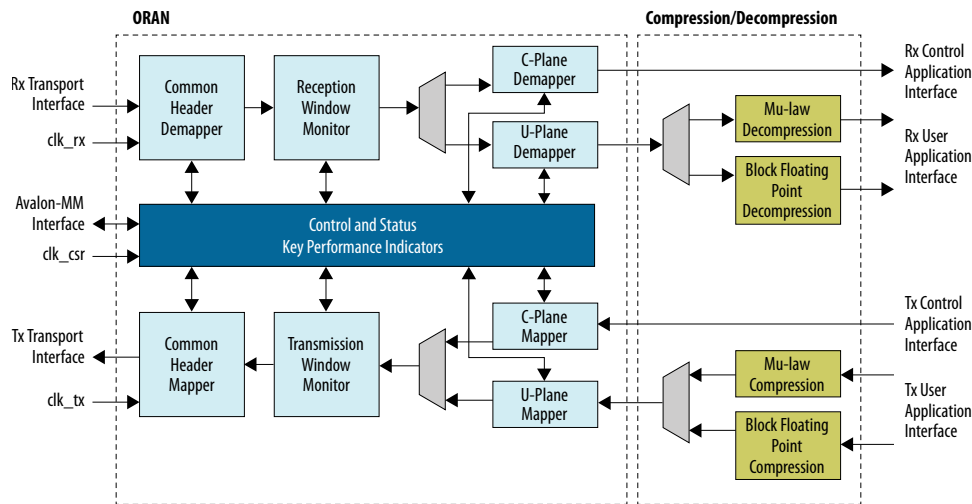 ORAN
Compression/Decompression
Rx Transport
Interface
clk_rx
Common
Header
Demapper
Reception
Window
Monitor
C-Plane
Demapper
U-Plane
Demapper
Mu-law
Decompression
Block Floating
Point
Decompression
Rx Control
Application
Interface
Rx User
Application
Interface
Avalon-MM
Interface
clk_csr
Control and Status
Key Performance Indicators
Tx Transport
Interface
clk_tx
Common
Header
Mapper
Transmission
Window
Monitor
C-Plane
Mapper
U-Plane Mapper
Mu-law
Compression
Block Floating
Point
Compression
Tx Control
Application
Interface
Tx User
Application
Interface